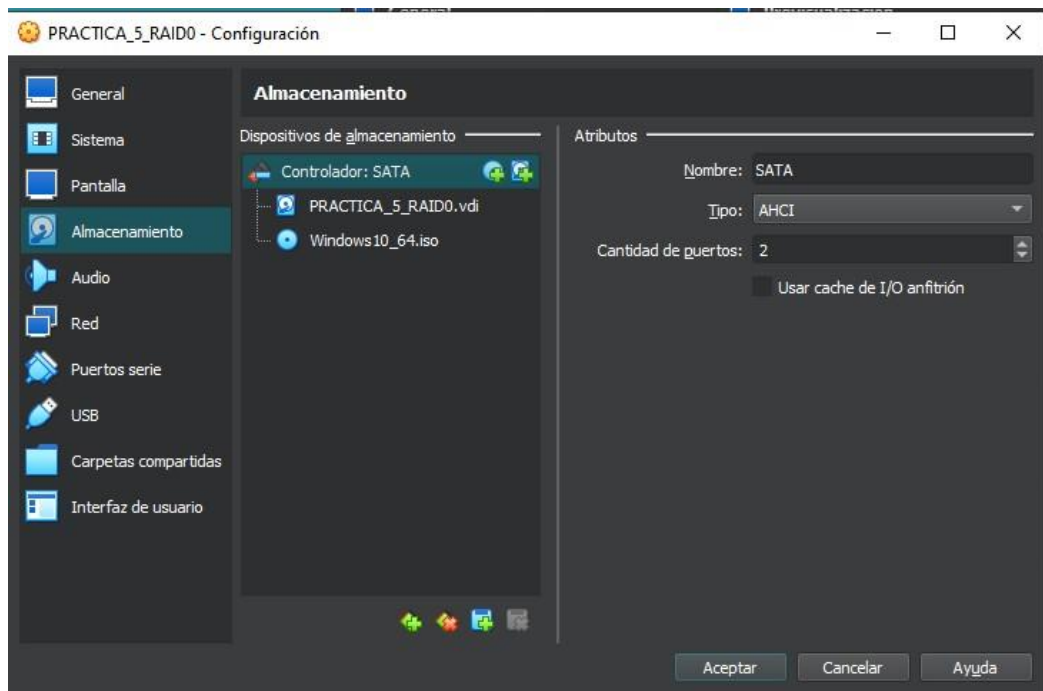 PRACTICA_5_RAID0 - Configuración
General
Sistema
Pantalla
Almacenamiento
Audio
Red
Puertos serie
USB
Carpetas compartidas
Interfaz de usuario
Almacenamiento
Dispositivos de almacenamiento
Controlador: SATA
PRACTICA_5_RAID0.vdi
Windows10_64.iso
Atributos
Nombre: SATA
Tipo: AHCI
Cantidad de puertos: 2
Usar cache de I/O anfitrión
Aceptar Cancelar Ayuda